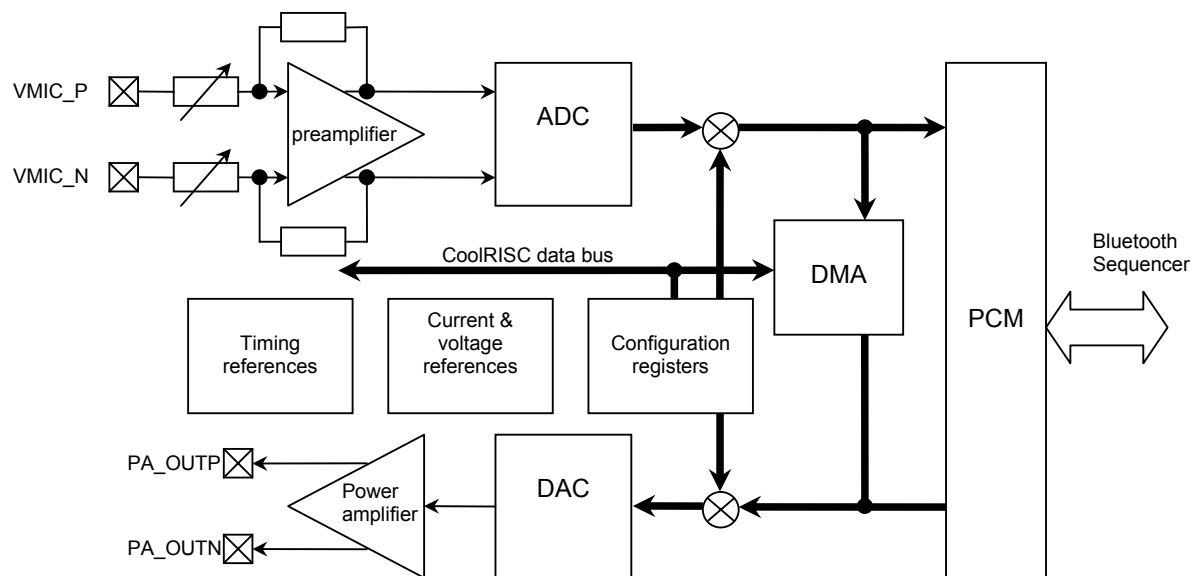 VMIC_P
preamplifier
ADC
VMIC_N
CoolRISC data bus
DMA
PCM
Bluetooth
Sequencer
Timing
references
Current &
voltage
references
Configuration
registers
PA_OUTP
Power
amplifier
DAC
PA_OUTN